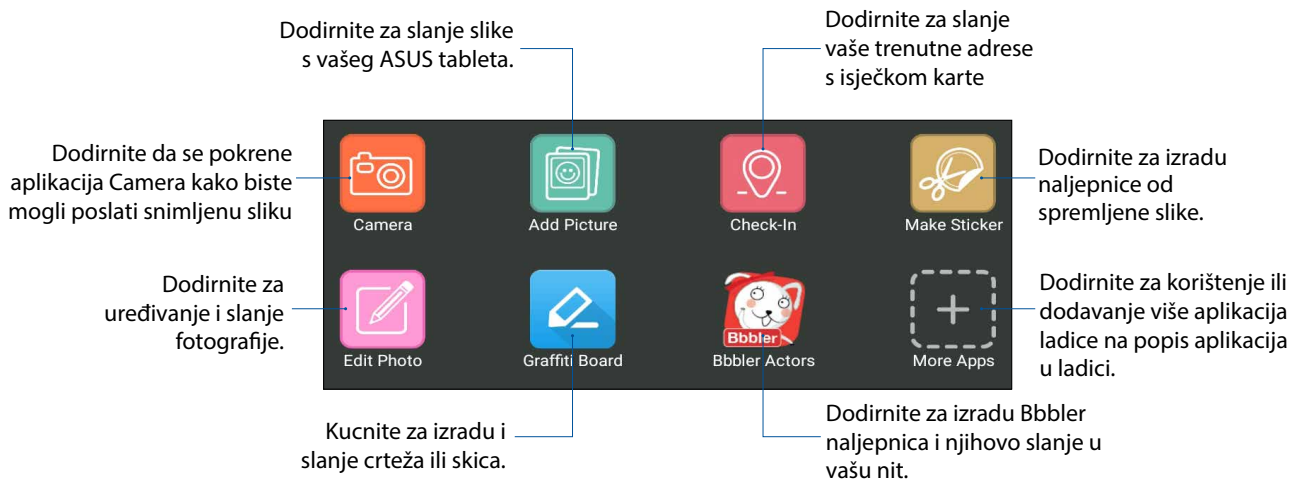 Dodirnite za slanje slike
s vašeg ASUS tableta.
Dodirnite za slanje
vaše trenutne adrese
s isječkom karte
Dodirnite da se pokrene
aplikacija Camera kako biste
mogli poslati snimljenu sliku
Dodirnite za izradu
naljepnice od
spremljene slike.
Camera
Add Picture
Check-In
Make Sticker
Dodirnite za
uređivanje i slanje
fotografije.
Dodirnite za korištenje ili
dodavanje više aplikacija
ladice na popis aplikacija
u ladici.
Bbbler
Edit Photo
Graffiti Board
Bbbler Actors
More Apps
Kucnite za izradu i
slanje crteža ili skica.
Dodirnite za izradu Bbbler
naljepnica i njihovo slanje u
vašu nit.